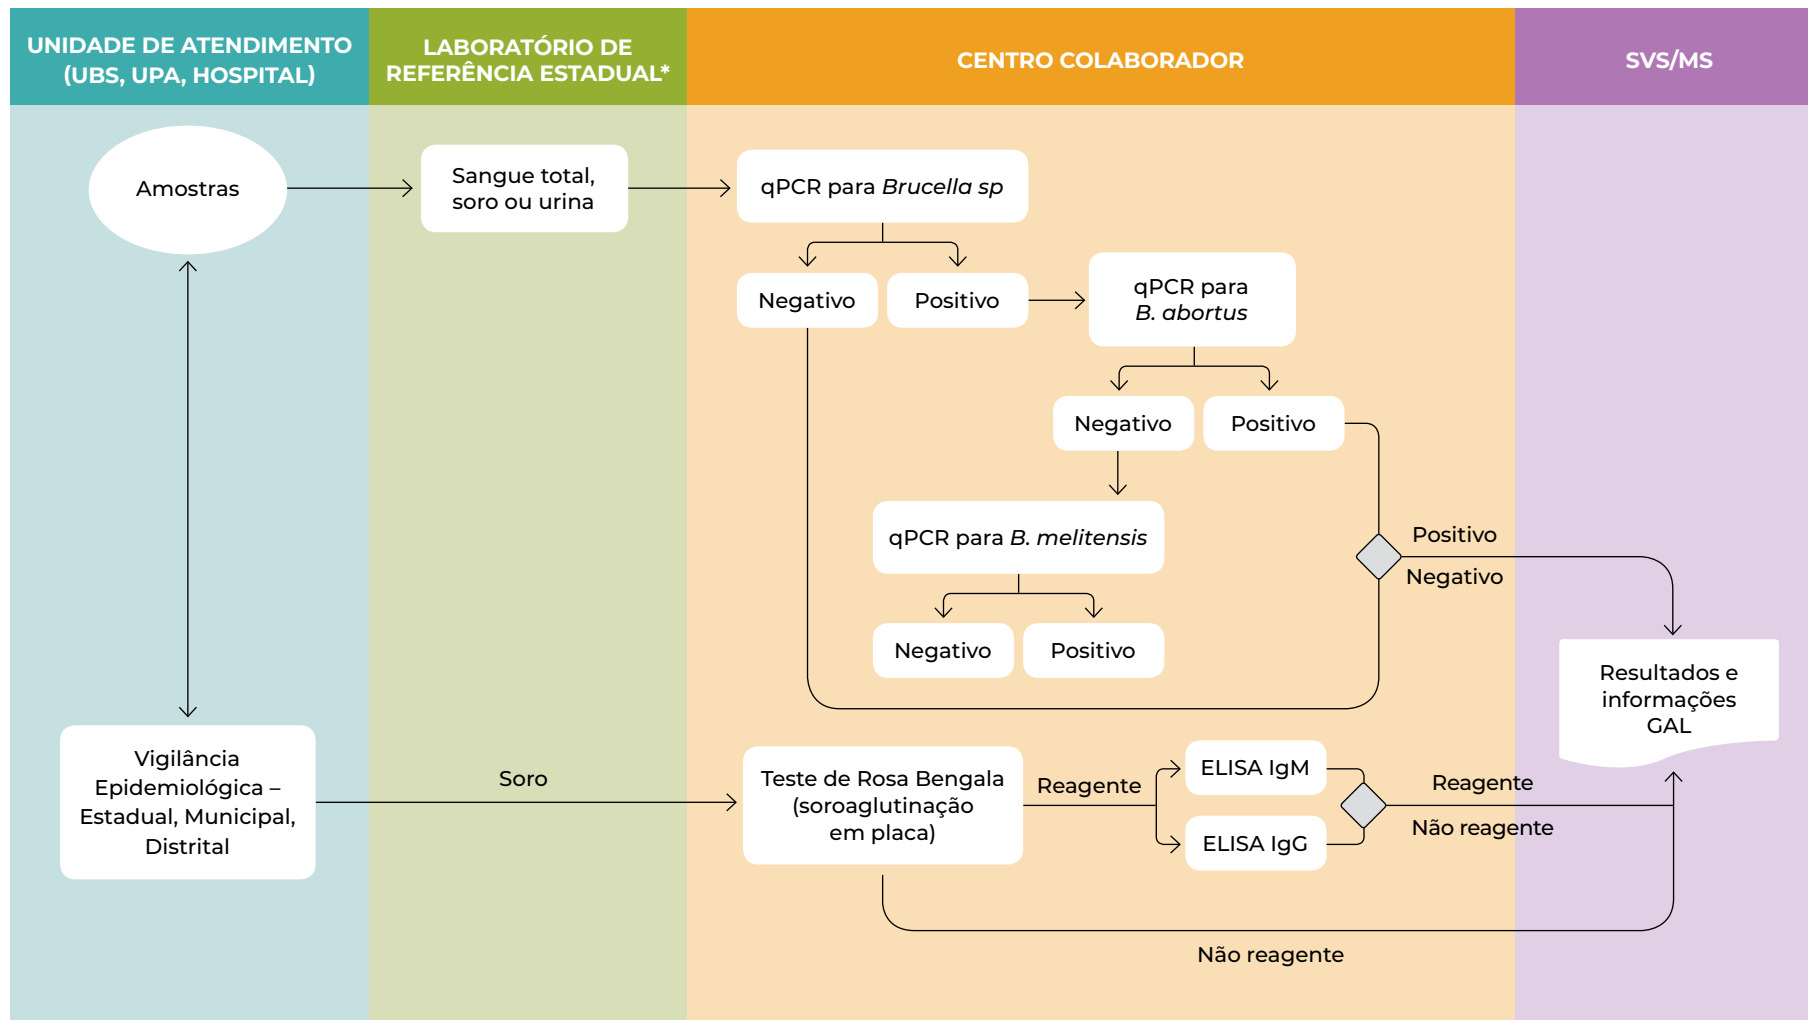 UNIDADE DE ATENDIMENTO
(UBS, UPA, HOSPITAL)
LABORATÓRIO DE
REFERÊNCIA ESTADUAL*
CENTRO COLABORADOR
SVS/MS
Amostras
Sangue total,
soro ou urina
qPCR para Brucella sp
Negativo
Positivo
qPCR para
B. abortus
Negativo
Positivo
qPCR para B. melitensis
Negativo
Positivo
Positivo
Negativo
Resultados e
informações
GAL
Vigilância
Epidemiológica –
Estadual, Municipal,
Distrital
Soro
Teste de Rosa Bengala
(soroaglutinação
em placa)
Reagente
ELISA IgM
ELISA IgG
Reagente
Não reagente
Não reagente